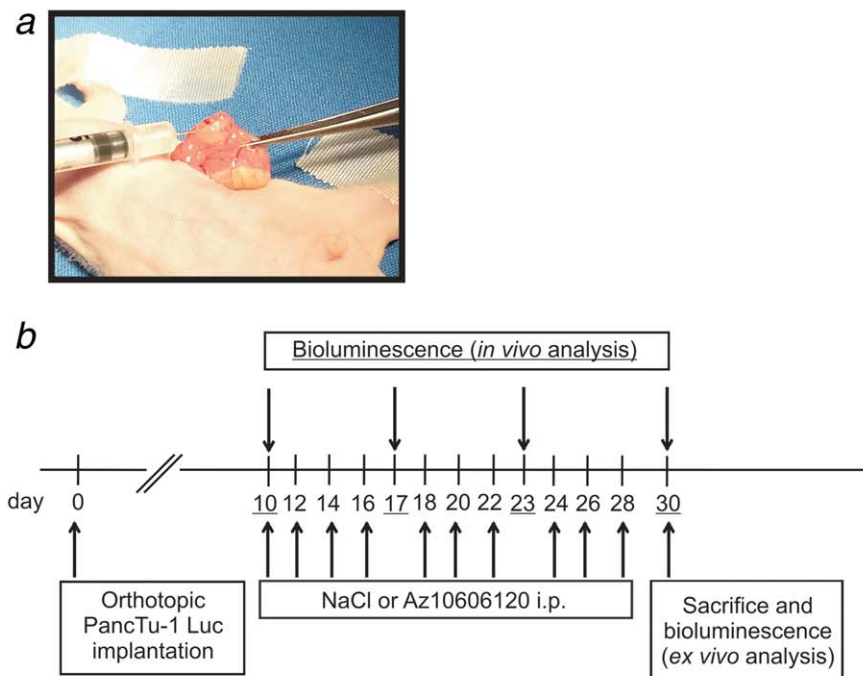 a
b
Bioluminescence (in vivo analysis)
day 0 10 12 14 16 17 18 20 22 23 24 26 28 30
Orthotopic
PancTu-1 Luc
implantation
NaCl or Az10606120 i.p.
Sacrifice and
bioluminescence
(ex vivo analysis)